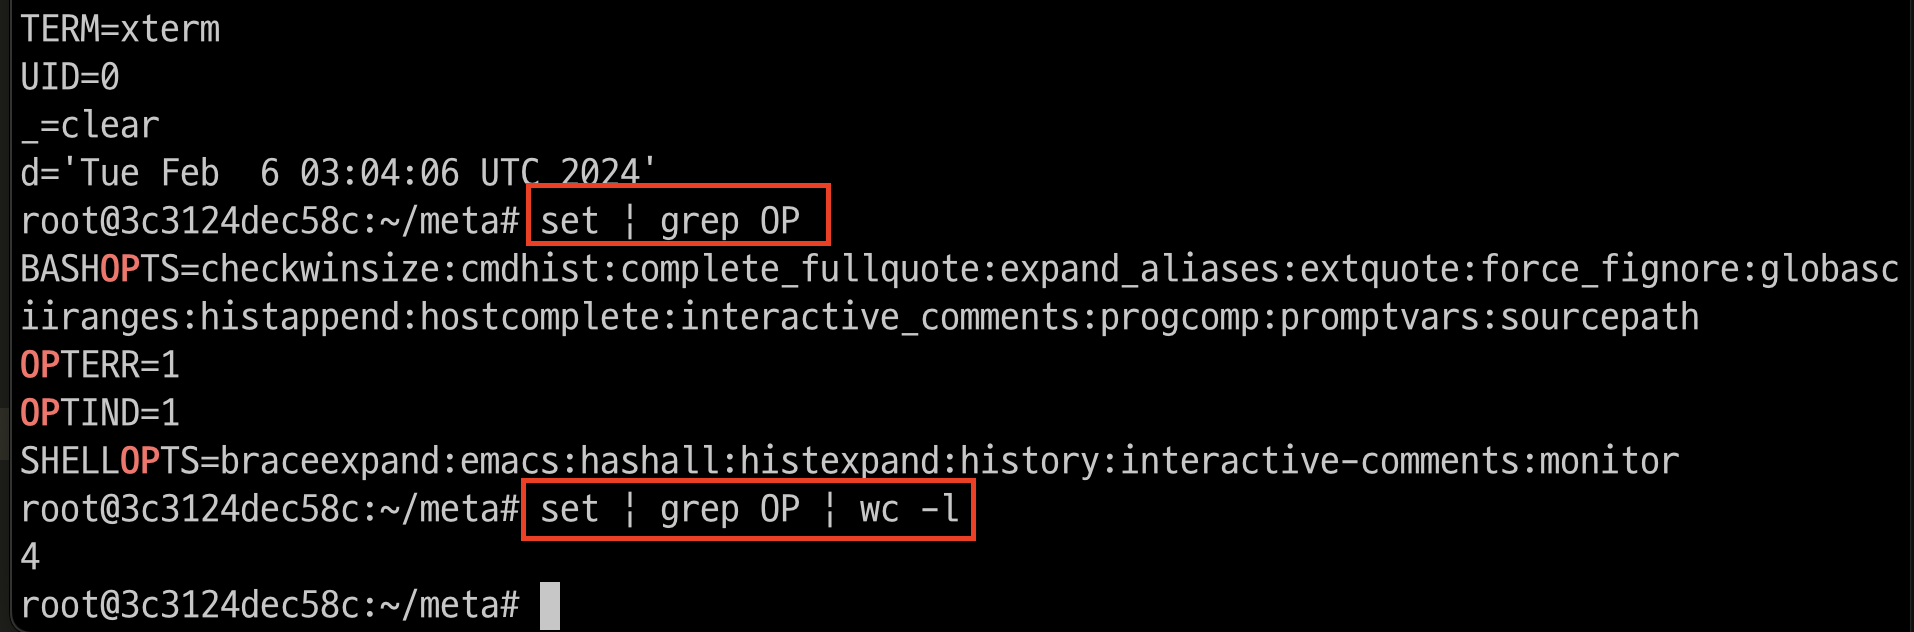 TERM=xterm
UID=0
_=clear
d='Tue Feb  6 03:04:06 UTC 2024'
root@3c3124dec58c:~/meta# set | grep OP
BASHOPTS=checkwinsize:cmdhist:complete_fullquote:expand_aliases:extquote:force_fignore:globasc
iiranges:histappend:hostcomplete:interactive_comments:progcomp:promptvars:sourcepath
OPTERR=1
OPTIND=1
SHELLOPTS=braceexpand:emacs:hashall:histexpand:history:interactive-comments:monitor
root@3c3124dec58c:~/meta# set | grep OP | wc -l
4
root@3c3124dec58c:~/meta#